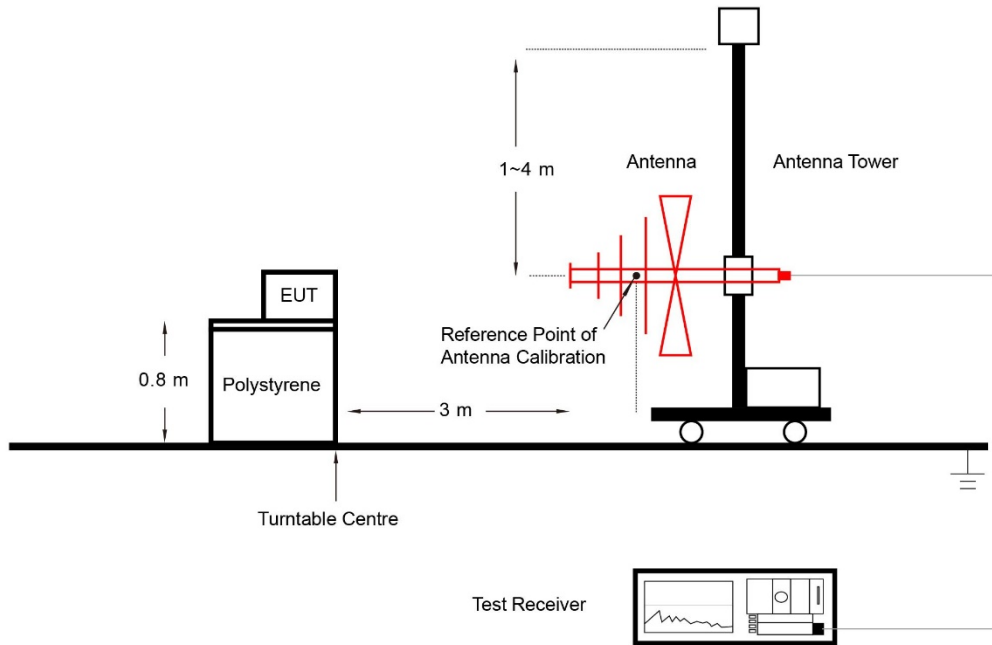 1~4 m
Antenna
Antenna Tower
EUT
Reference Point of
Antenna Calibration
0.8 m
Polystyrene
3 m
Turntable Centre
Test Receiver